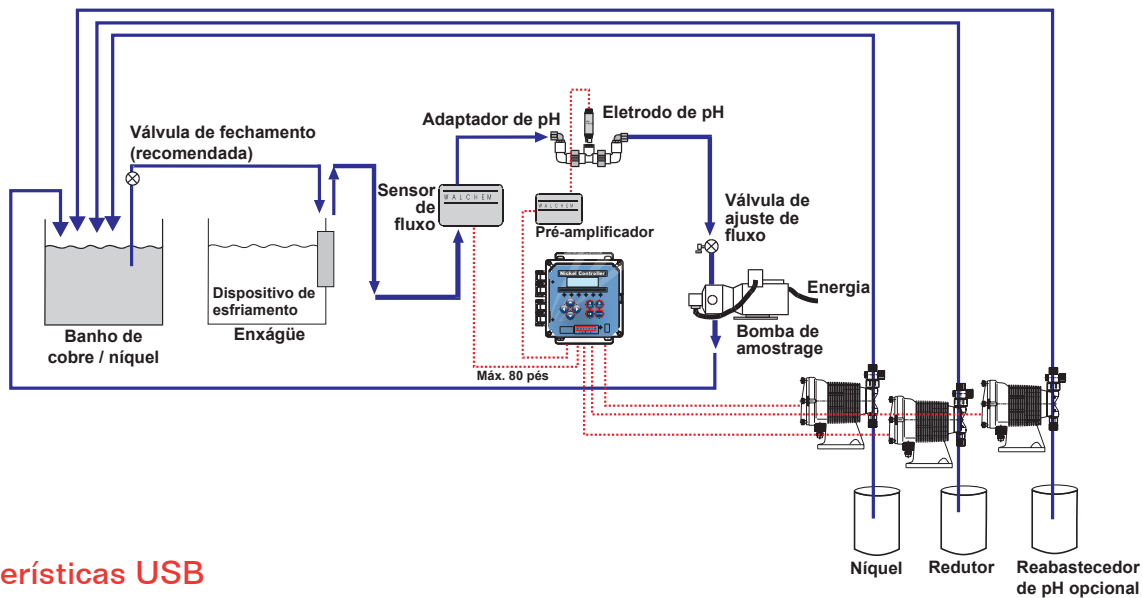 Válvula de fechamento
(recomendada)
Adaptador de pH
Eletrodo de pH
Sensor
de
fluxo
WALCHEM
WALCHEM
Pré-amplificador
Válvula de
ajuste de
fluxo
Nickel Controller
Energia
Dispositivo de
esfriamento
Banho de
cobre / níquel
Enxágüe
Bomba de
amostrage
Máx. 80 pés
Níquel
Redutor
Reabastecedor
de pH opcional
erísticas USB